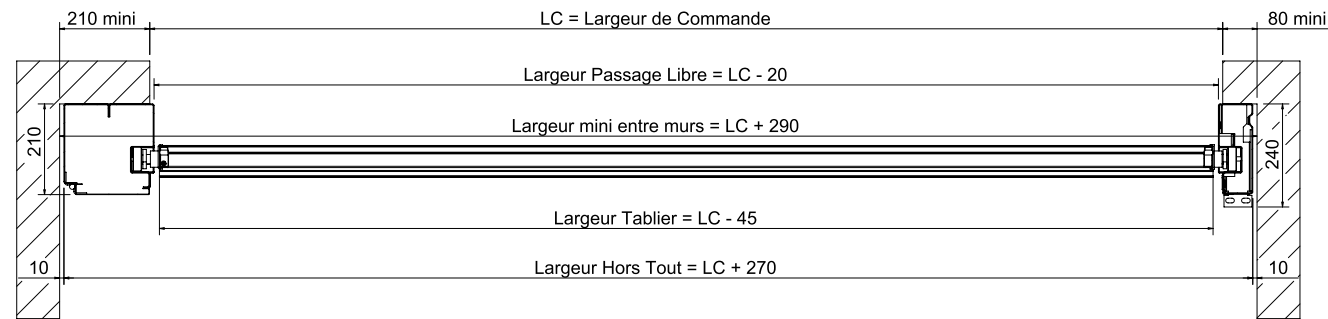 210 mini
LC = Largeur de Commande
80 mini
Largeur Passage Libre = LC - 20
Largeur mini entre murs = LC + 290
210
240
Largeur Tablier = LC - 45
10
Largeur Hors Tout = LC + 270
10